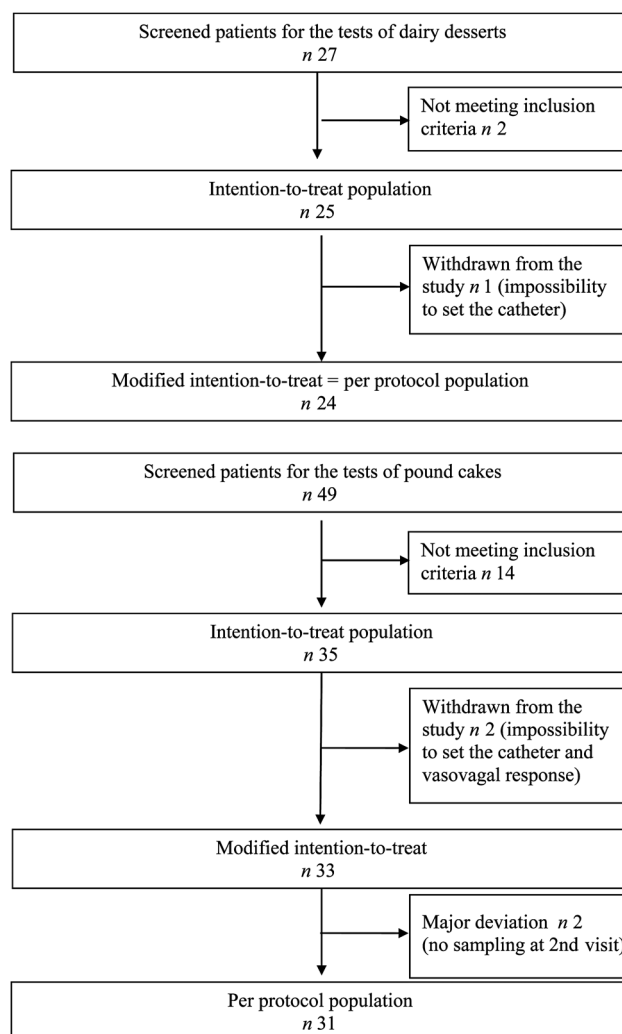 Screened patients for the tests of dairy desserts
n 27
Not meeting inclusion
criteria n 2
Intention-to-treat population
n 25
Withdrawn from the
study n 1 (impossibility
to set the catheter)
Modified intention-to-treat = per protocol population
n 24
Screened patients for the tests of pound cakes
n 49
Not meeting inclusion
criteria n 14
Intention-to-treat population
n 35
Withdrawn from the
study n 2 (impossibility
to set the catheter and
vasovagal response)
Modified intention-to-treat
n 33
Major deviation n 2
(no sampling at 2nd visit)
Per protocol population
n 31